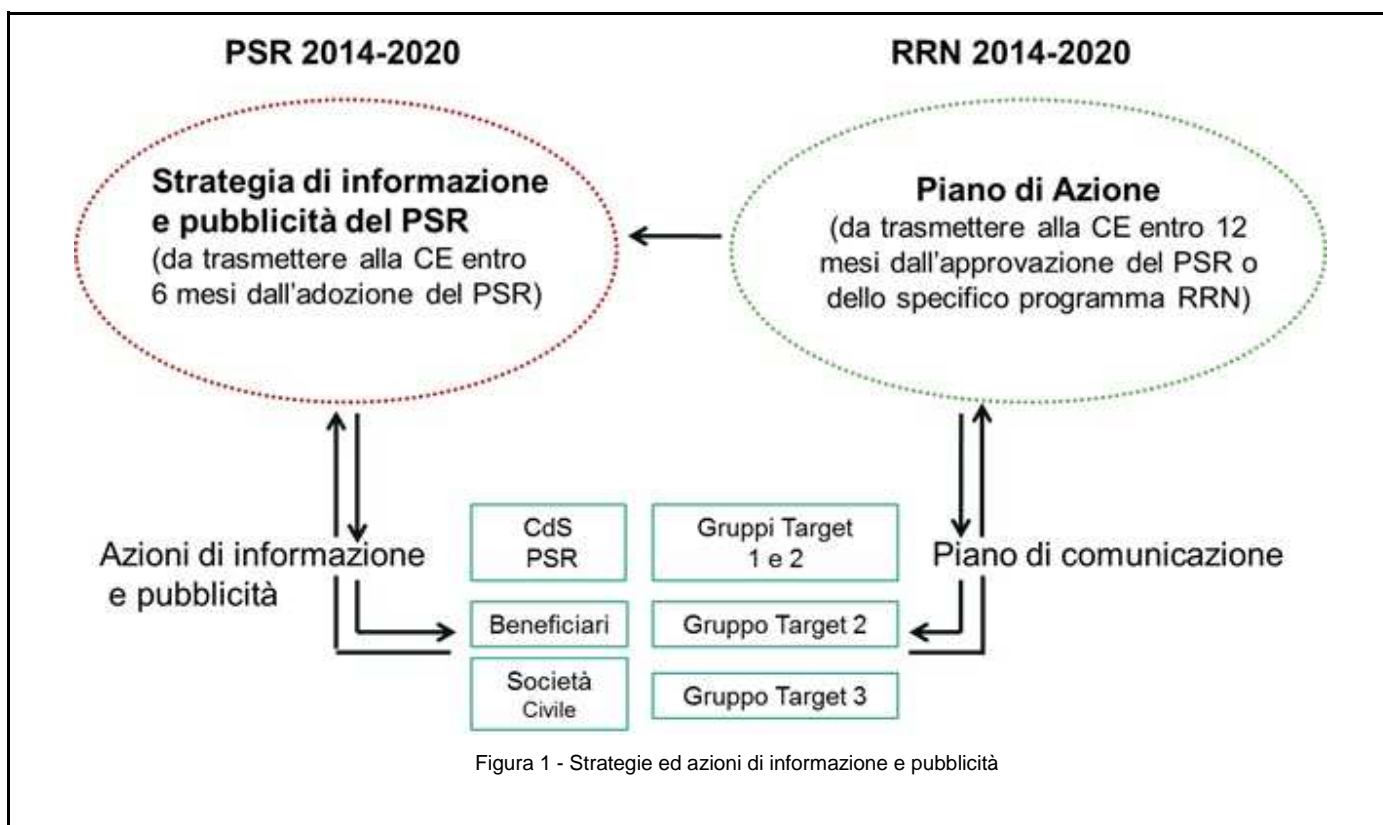 PSR 2014-2020
RRN 2014-2020
Strategia di informazione
e pubblicità del PSR
(da trasmettere alla CE entro
6 mesi dall'adozione del PSR)
Piano di Azione
(da trasmettere alla CE entro 12
mesi dall'approvazione del PSR o
dello specifico programma RRN)
Azioni di informazione
e pubblicità
CdS
PSR
Gruppi Target
1 e 2
Piano di comunicazione
Beneficiari
Gruppo Target 2
Società
Civile
Gruppo Target 3
Figura 1 - Strategie ed azioni di informazione e pubblicità